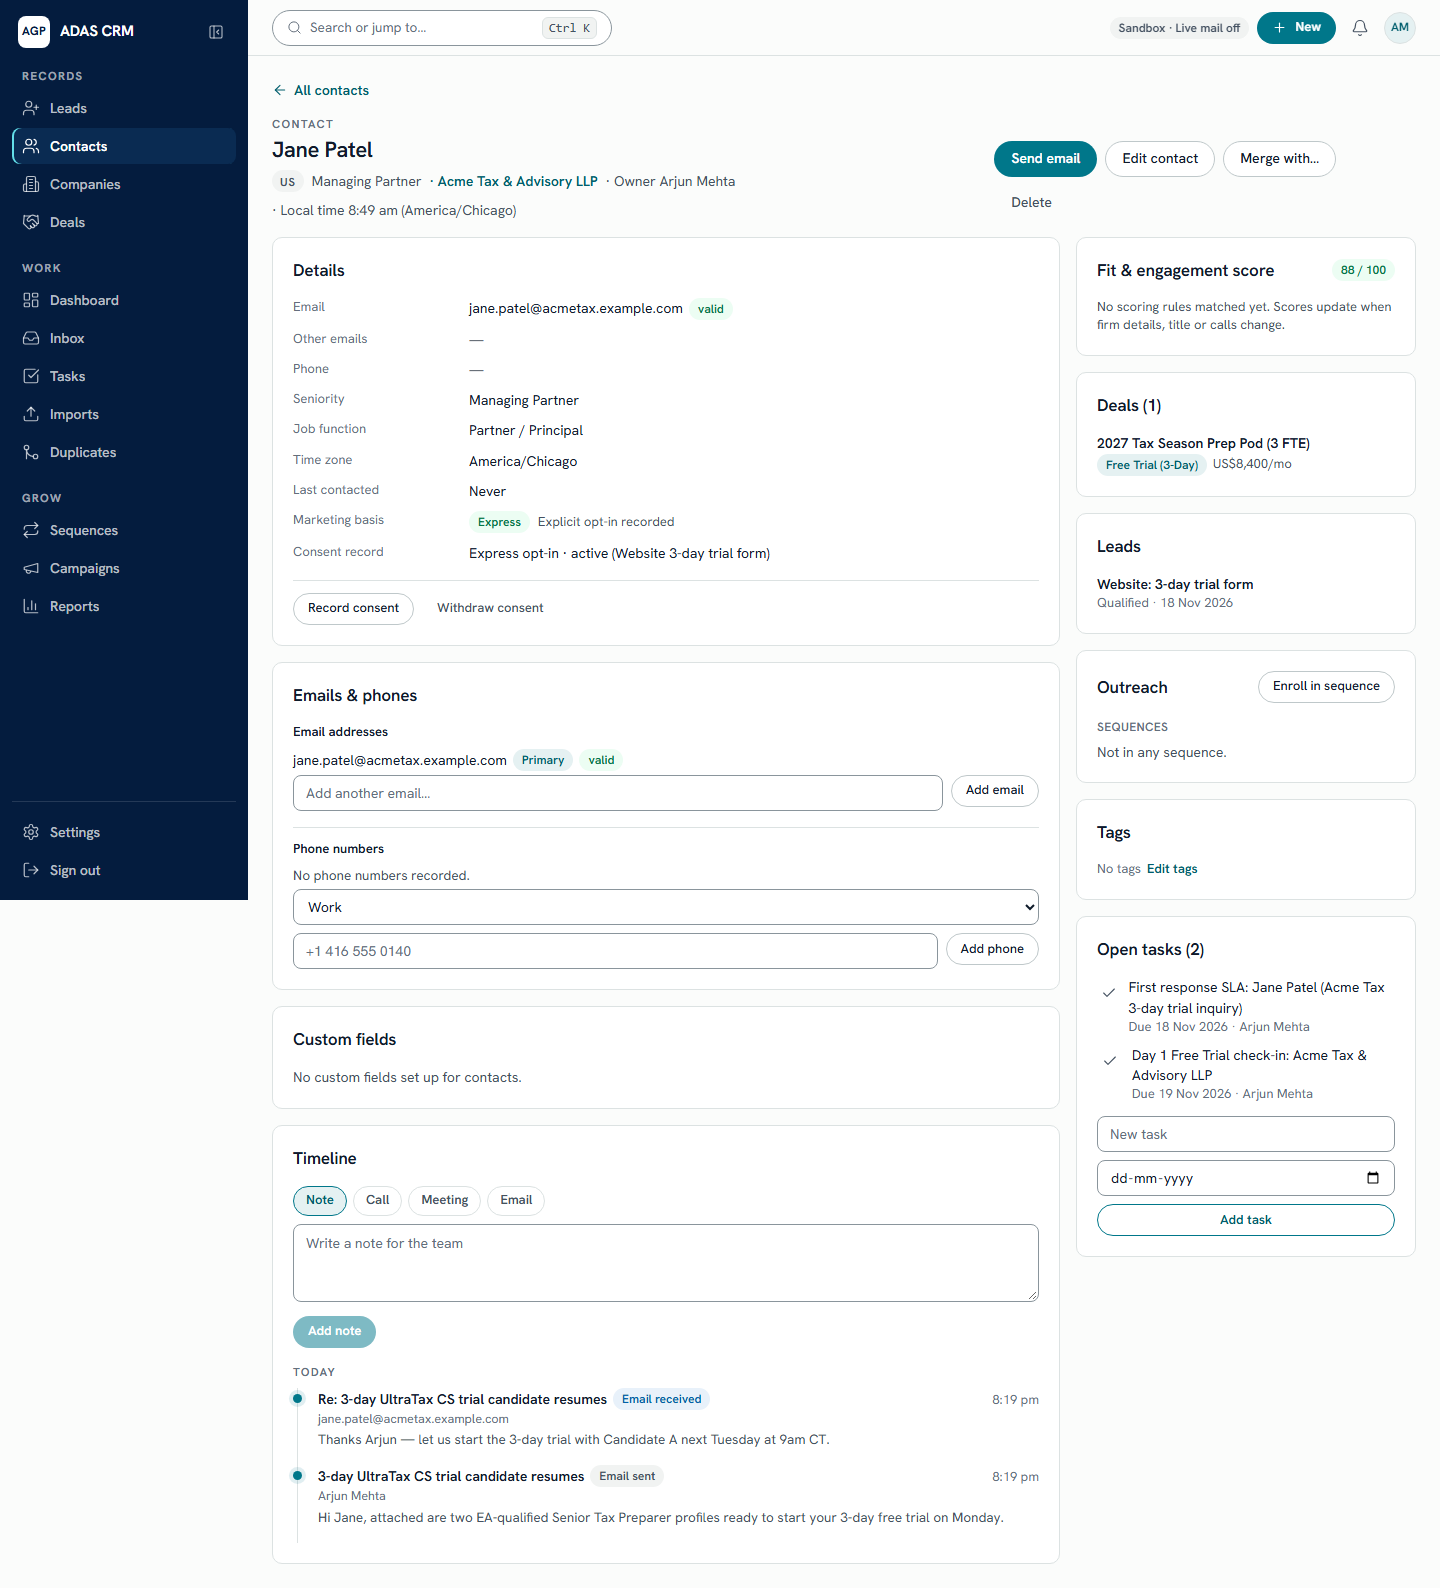 AGP ADAS CRM
RECORDS
Leads
Contacts
Companies
Deals
WORK
Dashboard
Inbox
Tasks
Imports
Duplicates
GROW
Sequences
Campaigns
Reports
Settings
Sign out
Search or jump to... Ctrl K
Sandbox · Live mail off
New
AM
All contacts
CONTACT
Jane Patel
US Managing Partner · Acme Tax & Advisory LLP · Owner Arjun Mehta
· Local time 8:49 am (America/Chicago)
Send email Edit contact Merge with...
Delete
Details
Email jane.patel@acmetax.example.com valid
Other emails —
Phone —
Seniority Managing Partner
Job function Partner / Principal
Time zone America/Chicago
Last contacted Never
Marketing basis Express Explicit opt-in recorded
Consent record Express opt-in · active (Website 3-day trial form)
Record consent Withdraw consent
Emails & phones
Email addresses
jane.patel@acmetax.example.com Primary valid
Add another email... Add email
Phone numbers
No phone numbers recorded.
Work
+1 416 555 0140 Add phone
Custom fields
No custom fields set up for contacts.
Timeline
Note Call Meeting Email
Write a note for the team
Add note
TODAY
Re: 3-day UltraTax CS trial candidate resumes Email received 8:19 pm
jane.patel@acmetax.example.com
Thanks Arjun — let us start the 3-day trial with Candidate A next Tuesday at 9am CT.
3-day UltraTax CS trial candidate resumes Email sent 8:19 pm
Arjun Mehta
Hi Jane, attached are two EA-qualified Senior Tax Preparer profiles ready to start your 3-day free trial on Monday.
Fit & engagement score 88 / 100
No scoring rules matched yet. Scores update when
firm details, title or calls change.
Deals (1)
2027 Tax Season Prep Pod (3 FTE)
Free Trial (3-Day) US$8,400/mo
Leads
Website: 3-day trial form
Qualified · 18 Nov 2026
Outreach Enroll in sequence
SEQUENCES
Not in any sequence.
Tags
No tags Edit tags
Open tasks (2)
First response SLA: Jane Patel (Acme Tax
3-day trial inquiry)
Due 18 Nov 2026 · Arjun Mehta
Day 1 Free Trial check-in: Acme Tax &
Advisory LLP
Due 19 Nov 2026 · Arjun Mehta
New task
dd-mm-yyyy
Add task